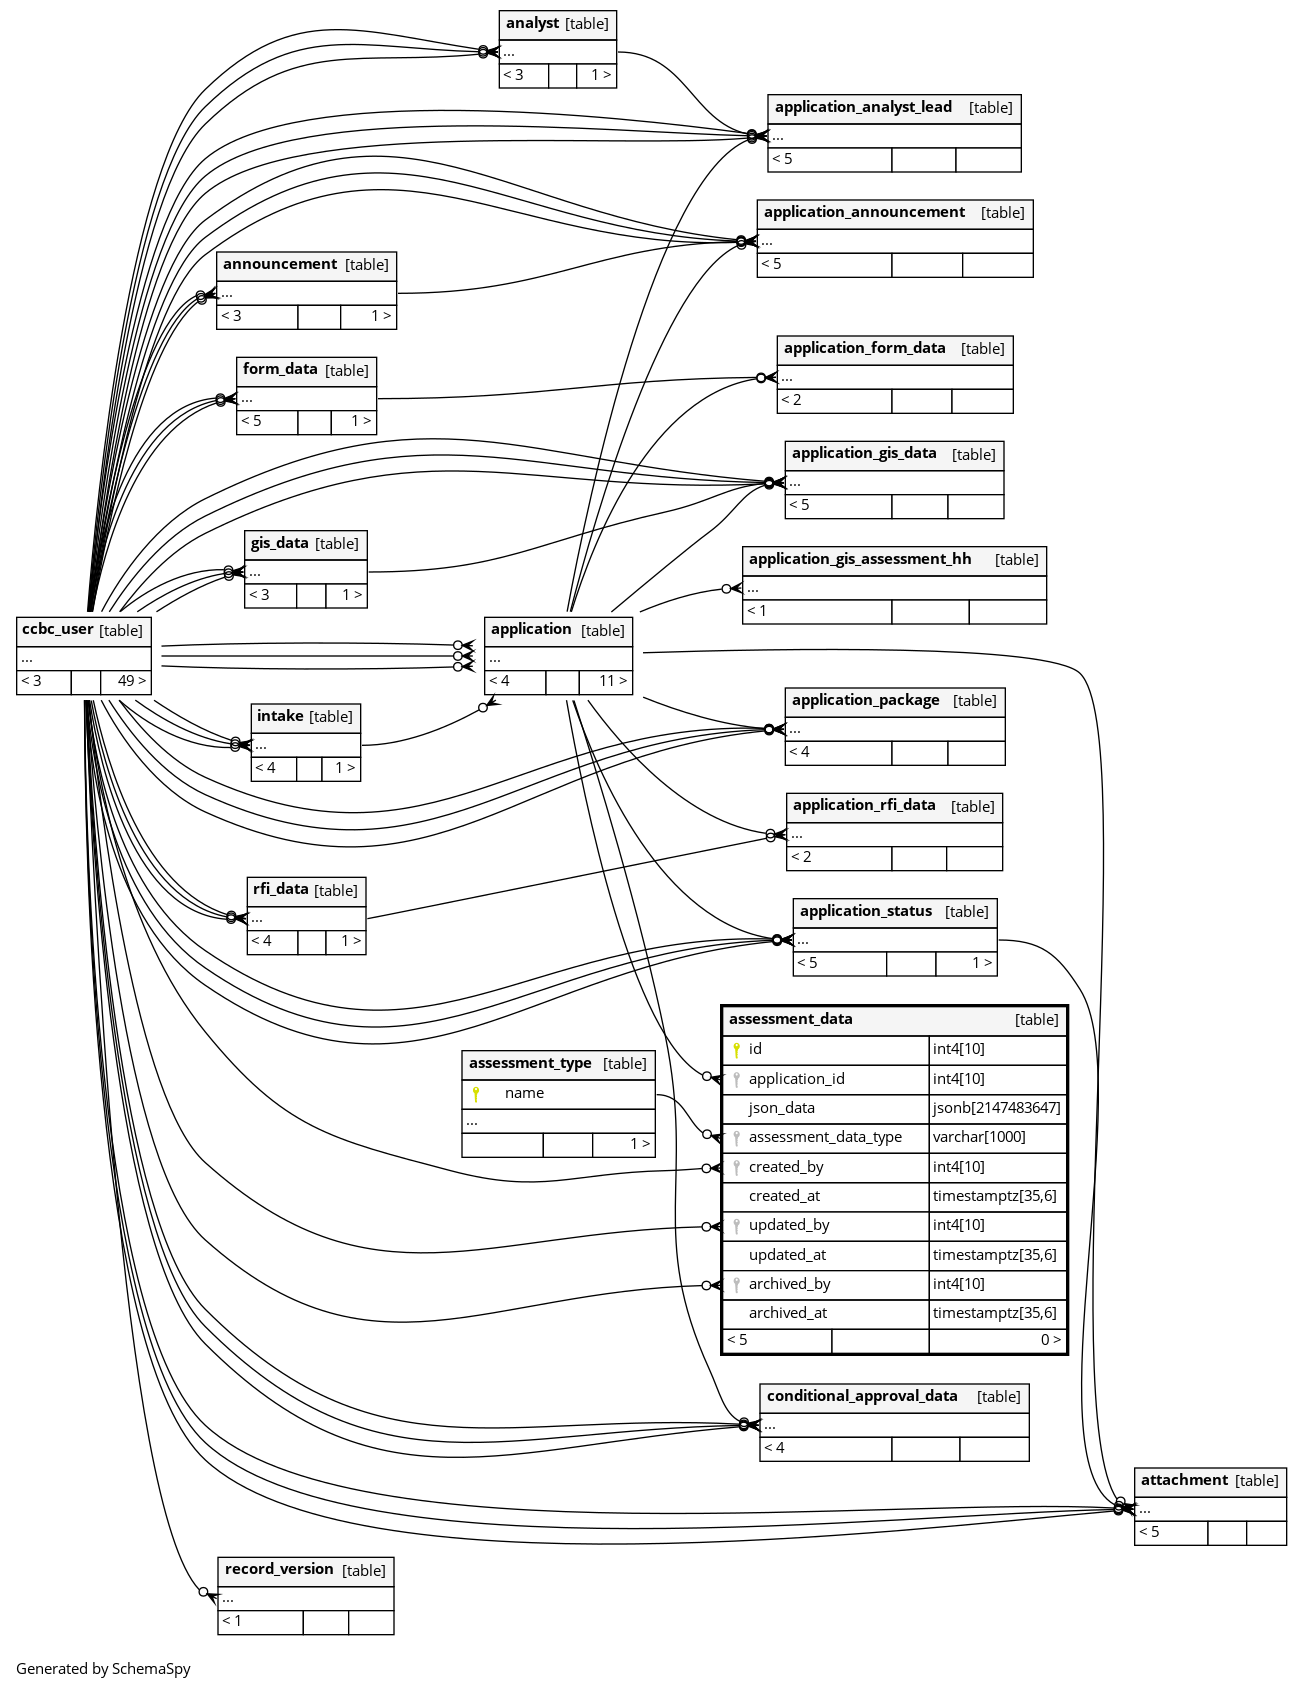 analyst [table]
...
< 3 1 >
application_analyst_lead [table]
...
< 5
application_announcement [table]
...
< 5
announcement [table]
...
< 3 1 >
application_form_data [table]
...
< 2
form_data [table]
...
< 5 1 >
application_gis_data [table]
...
< 5
gis_data [table]
...
< 3 1 >
application_gis_assessment_hh [table]
...
< 1
ccbc_user [table]
...
< 3 49 >
application [table]
...
< 4 11 >
intake [table]
...
< 4 1 >
application_package [table]
...
< 4
application_rfi_data [table]
...
< 2
rfi_data [table]
...
< 4 1 >
application_status [table]
...
< 5 1 >
assessment_data [table]
id int4[10]
application_id int4[10]
json_data jsonb[2147483647]
assessment_data_type varchar[1000]
created_by int4[10]
created_at timestamptz[35,6]
updated_by int4[10]
updated_at timestamptz[35,6]
archived_by int4[10]
archived_at timestamptz[35,6]
< 5 0 >
assessment_type [table]
name
...
1 >
conditional_approval_data [table]
...
< 4
attachment [table]
...
< 5
record_version [table]
...
< 1
Generated by SchemaSpy